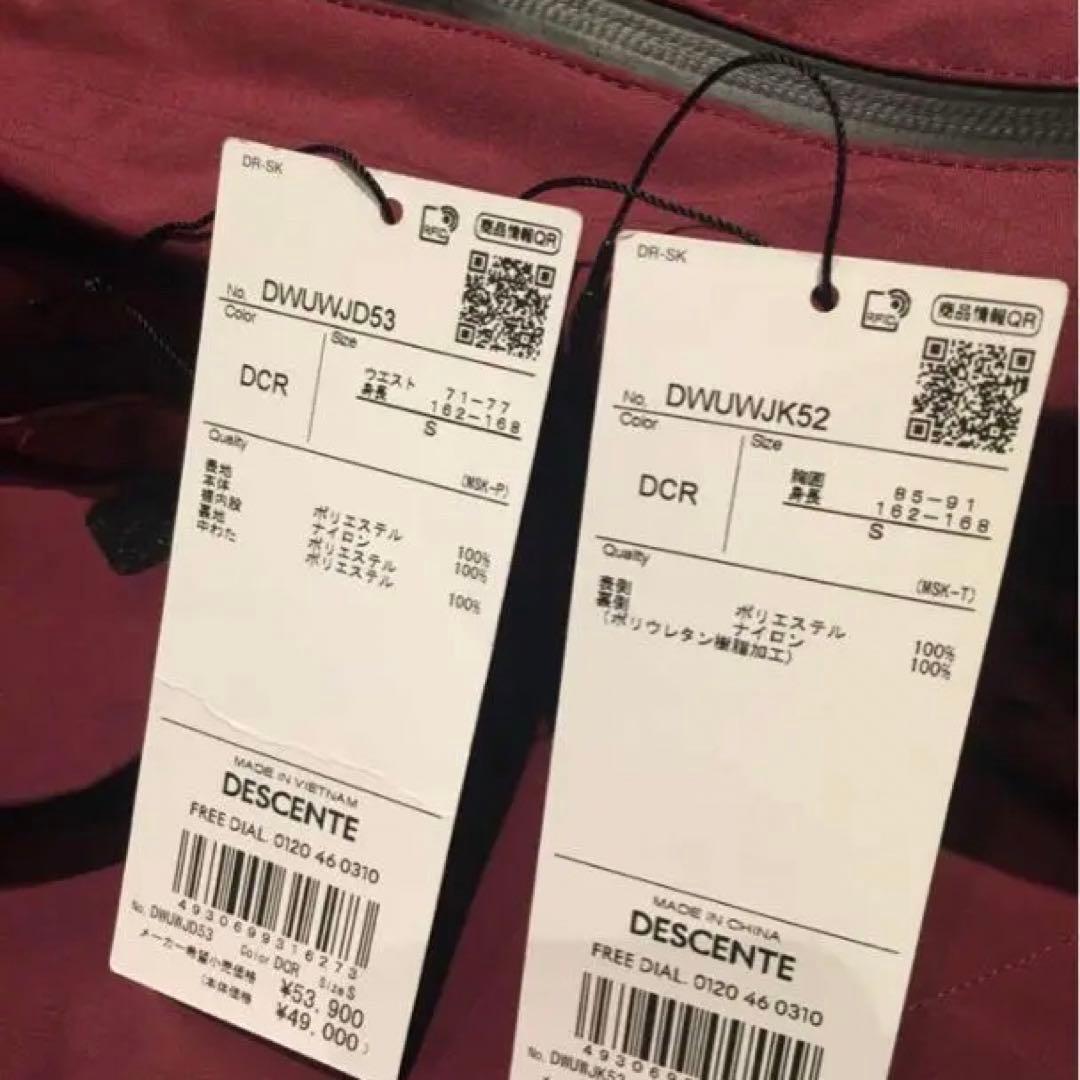 DR-SK
RFID
商品情報QR
No. DWUWJD53
Color
Size
DCR
ウエスト 71-77
身長 162-168
S
Quality
(MSK-P)
表地
本体 ポリエステル 100%
襠内股 ナイロン 100%
裏地 ポリエステル
中わた ポリエステル 100%
MADE IN VIETNAM
DESCENTE
FREE DIAL. 0120 46 0310
4930699316273
No. DWUWJD53 Color DCR Size S
メーカー希望小売価格 ¥53,900
(本体価格 ¥49,000)
DR-SK
RFID
商品情報QR
No. DWUWJK52
Color
Size
DCR
胸囲 85-91
身長 162-168
S
Quality
(MSK-T)
表側 ポリエステル 100%
裏側 ナイロン 100%
(ポリウレタン樹脂加工)
MADE IN CHINA
DESCENTE
FREE DIAL. 0120 46 0310
No. DWUWJK52